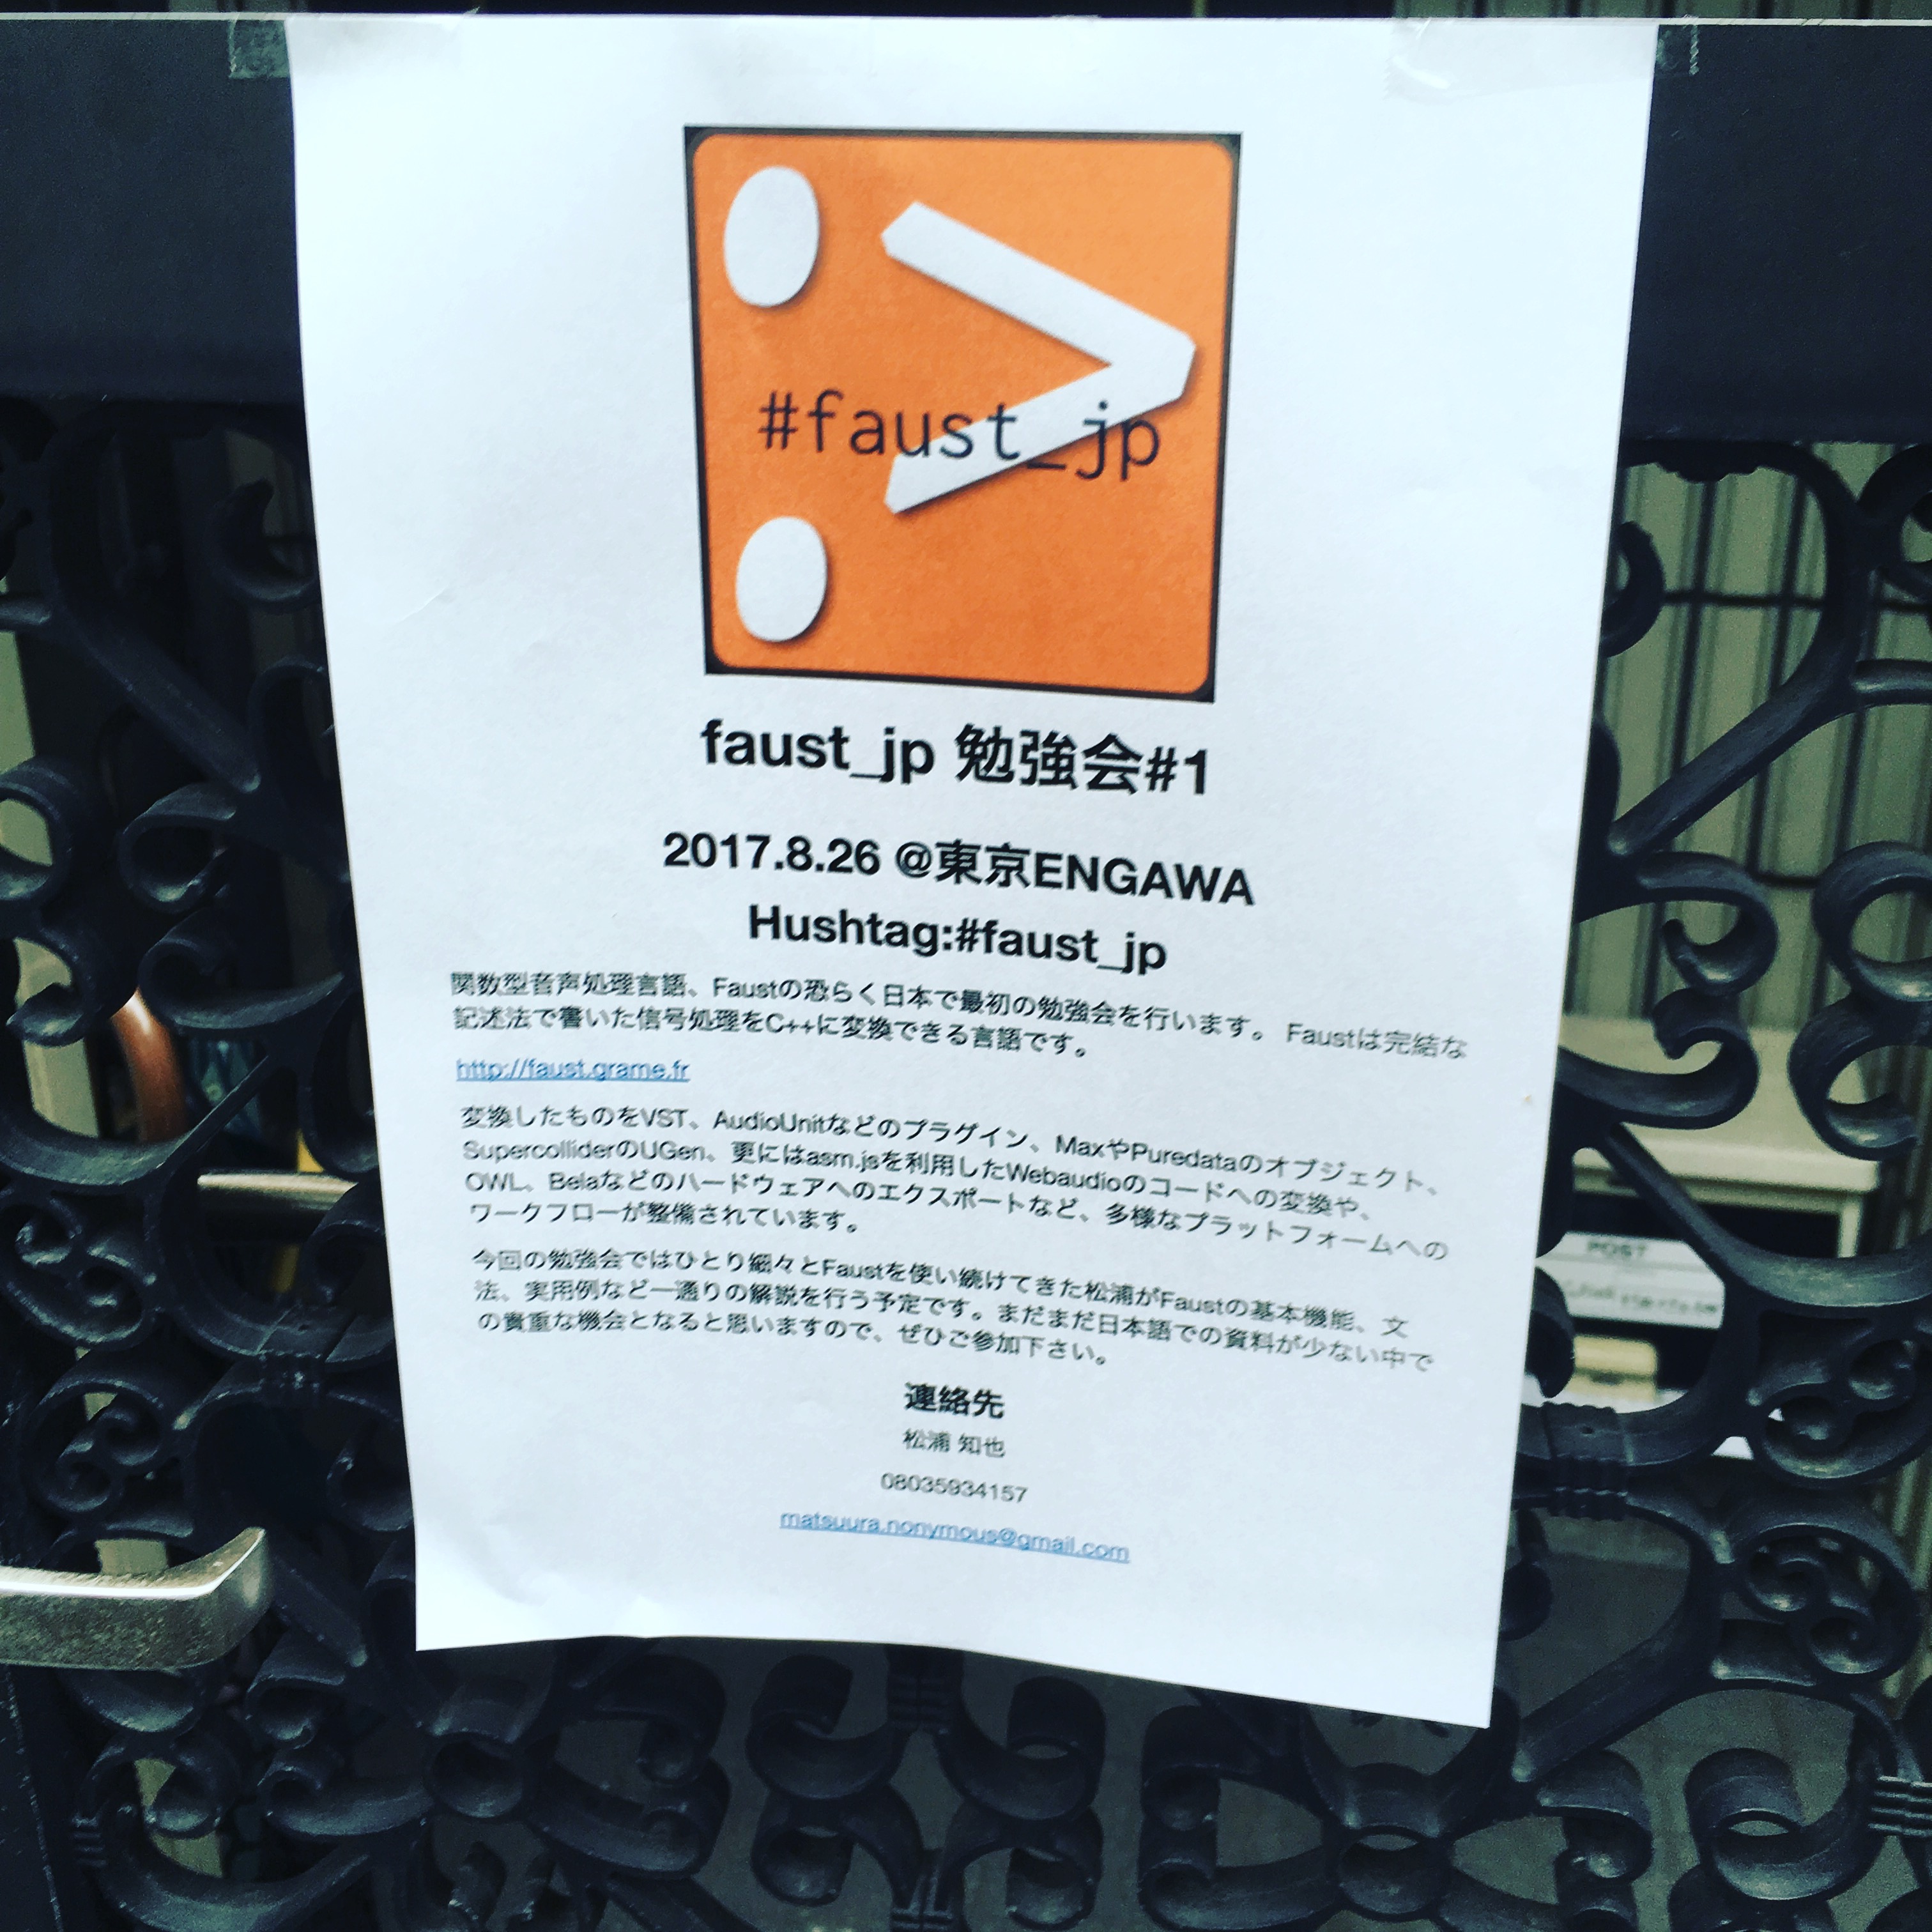 #faust_jp
faust_jp 勉強会#1
2017.8.26 @東京ENGAWA
Hushtag:#faust_jp
関数型音声処理言語、Faustの恐らく日本で最初の勉強会を行います。 Faustは完結な
記述法で書いた信号処理をC++に変換できる言語です。
http://faust.grame.fr
変換したものをVST、AudioUnitなどのプラグイン、MaxやPuredataのオブジェクト、
SupercolliderのUGen、更にはasm.jsを利用したWebaudioのコードへの変換や、
OWL、Belaなどのハードウェアへのエクスポートなど、多様なプラットフォームへの
ワークフローが整備されています。
今回の勉強会ではひとり細々とFaustを使い続けてきた松浦がFaustの基本機能、文
法、実用例など一通りの解説を行う予定です。まだまだ日本語での資料が少ない中で
の貴重な機会となると思いますので、ぜひご参加下さい。
連絡先
松浦 知也
08035934157
matsuura.nonymous@gmail.com
POST